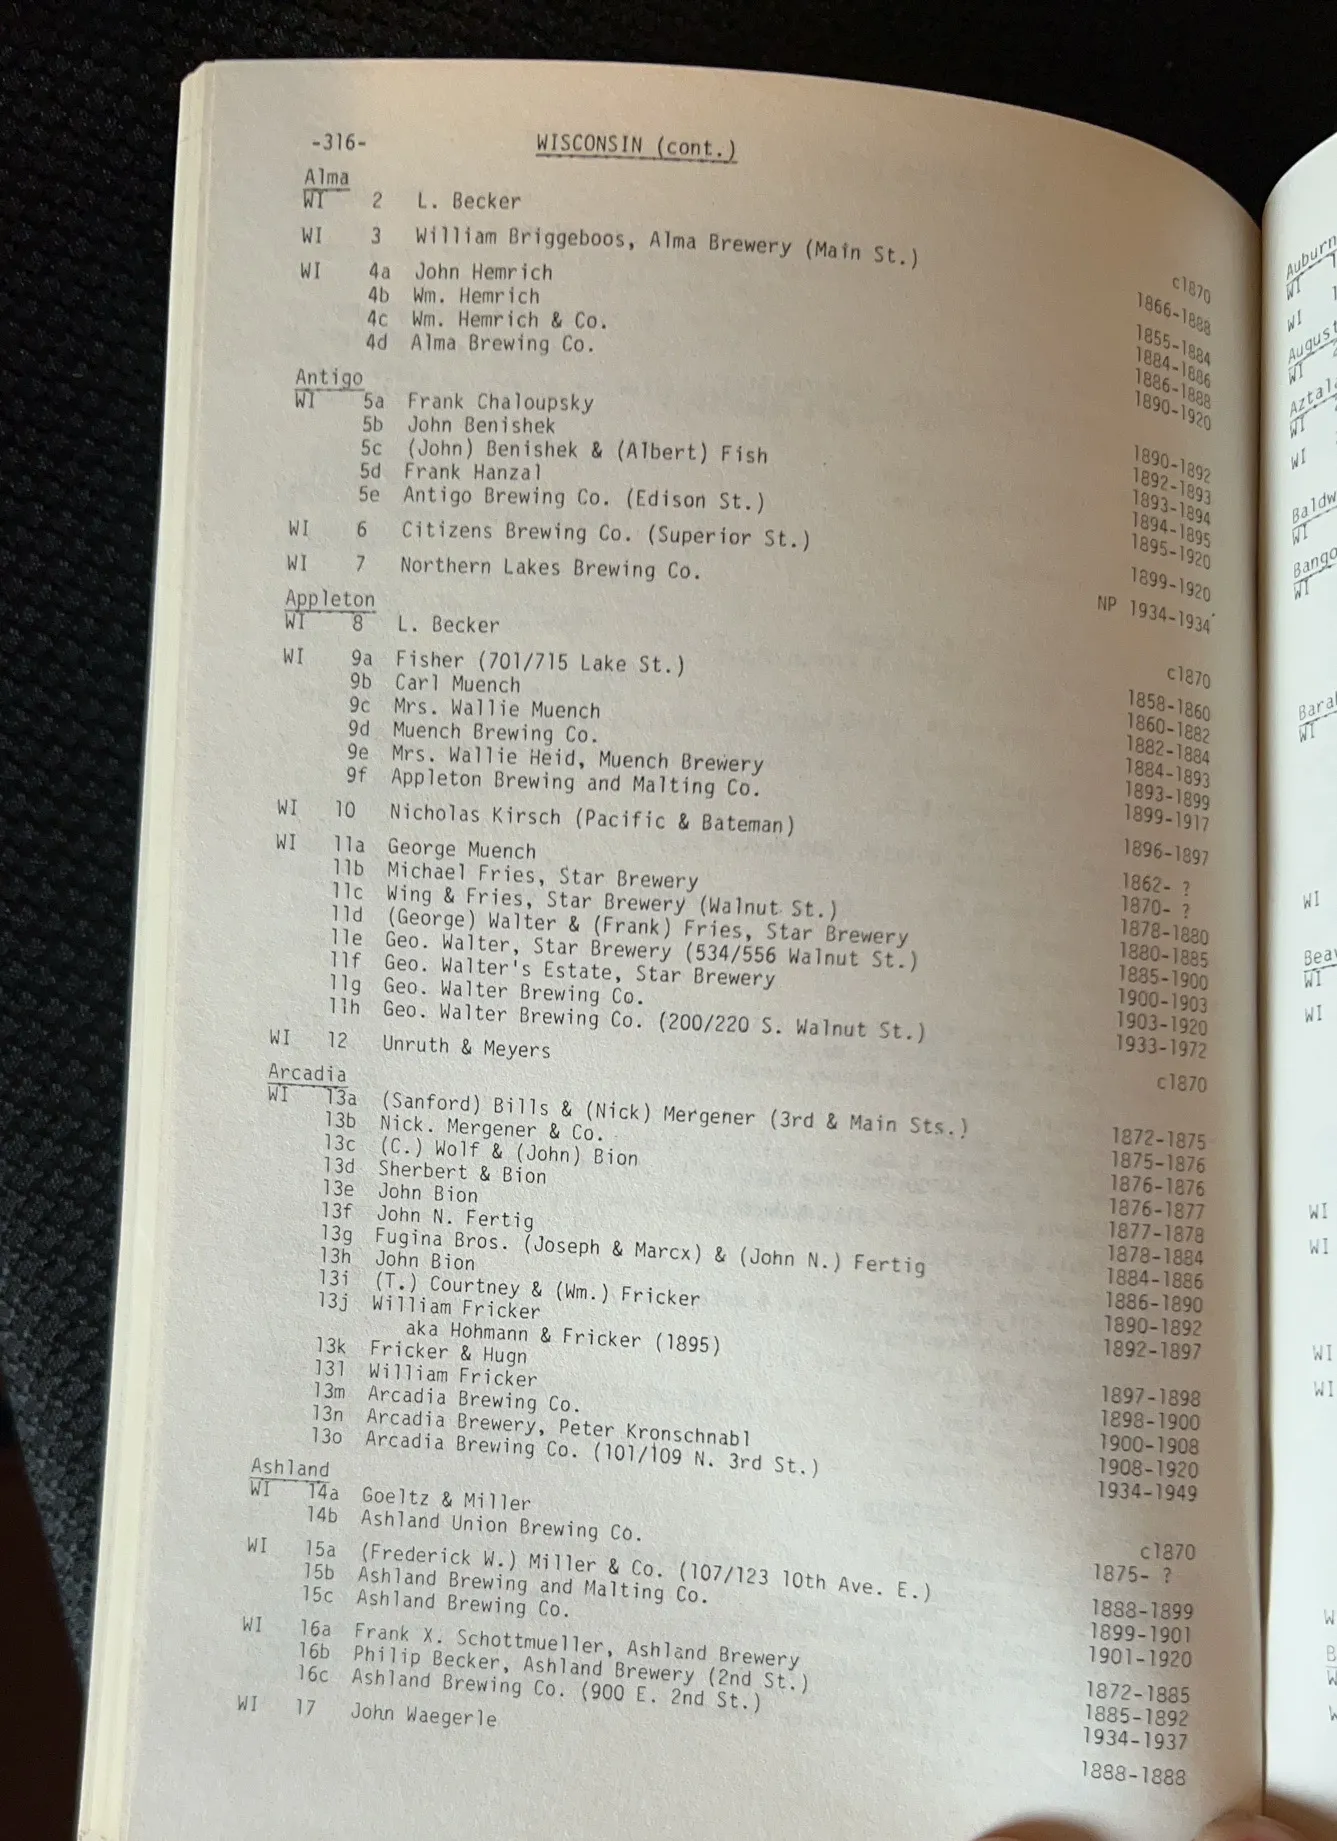 -316- WISCONSIN (cont.)
Alma
WI 2 L. Becker c1870
WI 3 William Briggeboos, Alma Brewery (Main St.) 1866-1888
WI 4a John Hemrich 1855-1884
4b Wm. Hemrich 1884-1886
4c Wm. Hemrich & Co. 1886-1888
4d Alma Brewing Co. 1890-1920
Antigo
WI 5a Frank Chaloupsky 1890-1892
5b John Benishek 1892-1893
5c (John) Benishek & (Albert) Fish 1893-1894
5d Frank Hanzal 1894-1895
5e Antigo Brewing Co. (Edison St.) 1895-1920
WI 6 Citizens Brewing Co. (Superior St.) 1899-1920
WI 7 Northern Lakes Brewing Co. NP 1934-1934
Appleton
WI 8 L. Becker c1870
WI 9a Fisher (701/715 Lake St.) 1858-1860
9b Carl Muench 1860-1882
9c Mrs. Wallie Muench 1882-1884
9d Muench Brewing Co. 1884-1893
9e Mrs. Wallie Heid, Muench Brewery 1893-1899
9f Appleton Brewing and Malting Co. 1899-1917
WI 10 Nicholas Kirsch (Pacific & Bateman) 1896-1897
WI 11a George Muench 1862- ?
11b Michael Fries, Star Brewery 1870- ?
11c Wing & Fries, Star Brewery (Walnut St.) 1878-1880
11d (George) Walter & (Frank) Fries, Star Brewery 1880-1885
11e Geo. Walter, Star Brewery (534/556 Walnut St.) 1885-1900
11f Geo. Walter's Estate, Star Brewery 1900-1903
11g Geo. Walter Brewing Co. 1903-1920
11h Geo. Walter Brewing Co. (200/220 S. Walnut St.) 1933-1972
WI 12 Unruth & Meyers c1870
Arcadia
WI 13a (Sanford) Bills & (Nick) Mergener (3rd & Main Sts.) 1872-1875
13b Nick. Mergener & Co. 1875-1876
13c (C.) Wolf & (John) Bion 1876-1876
13d Sherbert & Bion 1876-1877
13e John Bion 1877-1878
13f John N. Fertig 1878-1884
13g Fugina Bros. (Joseph & Marcx) & (John N.) Fertig 1884-1886
13h John Bion 1886-1890
13i (T.) Courtney & (Wm.) Fricker 1890-1892
13j William Fricker 1892-1897
aka Hohmann & Fricker (1895)
13k Fricker & Hugn 1897-1898
13l William Fricker 1898-1900
13m Arcadia Brewing Co. 1900-1908
13n Arcadia Brewery, Peter Kronschnabl 1908-1920
13o Arcadia Brewing Co. (101/109 N. 3rd St.) 1934-1949
Ashland
WI 14a Goeltz & Miller c1870
14b Ashland Union Brewing Co. 1875- ?
WI 15a (Frederick W.) Miller & Co. (107/123 10th Ave. E.) 1888-1899
15b Ashland Brewing and Malting Co. 1899-1901
15c Ashland Brewing Co. 1901-1920
WI 16a Frank X. Schottmueller, Ashland Brewery 1872-1885
16b Philip Becker, Ashland Brewery (2nd St.) 1885-1892
16c Ashland Brewing Co. (900 E. 2nd St.) 1934-1937
WI 17 John Waegerle 1888-1888